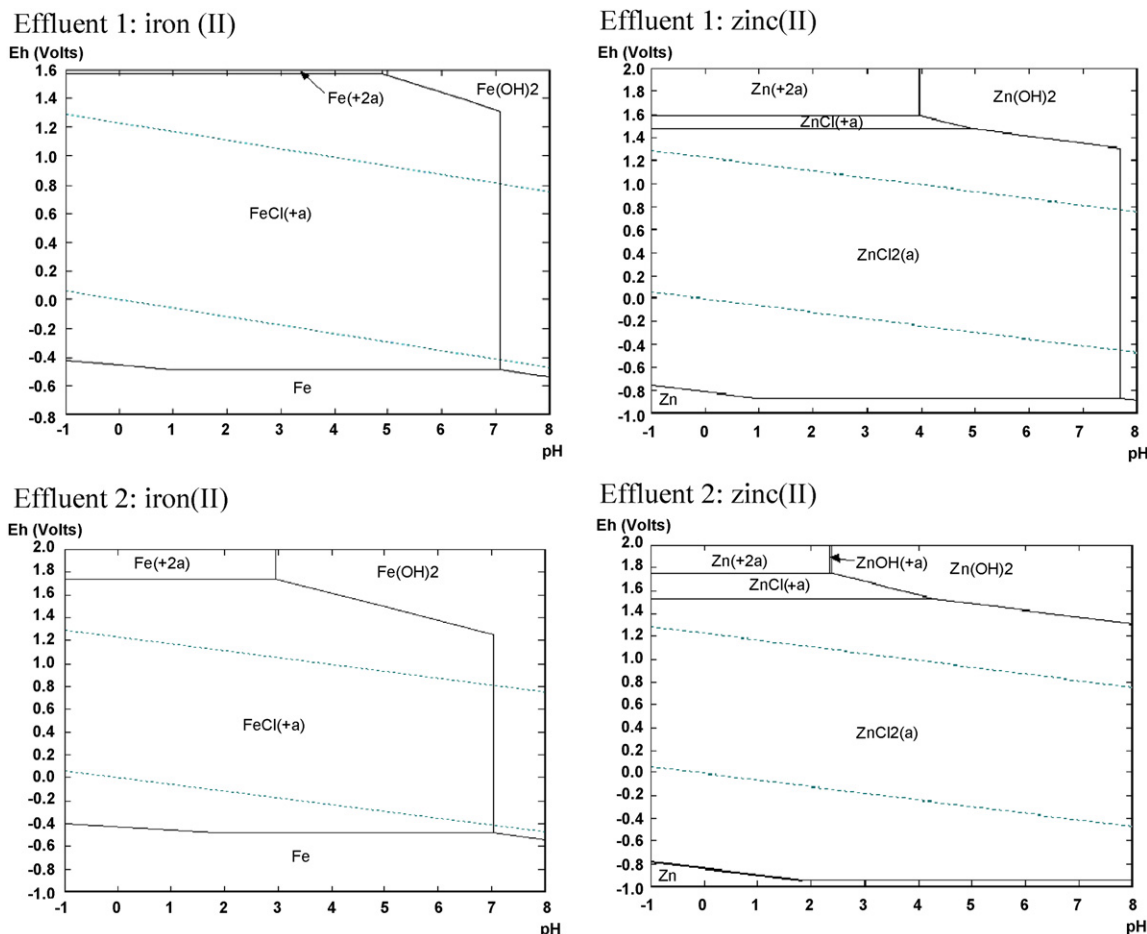 Effluent 1: iron (II)
Eh (Volts)
1.6
1.4
1.2
1.0
0.8
0.6
0.4
0.2
0.0
-0.2
-0.4
-0.6
-0.8
Fe(+2a)
Fe(OH)2
FeCl(+a)
Fe
-1 0 1 2 3 4 5 6 7 8
pH
Effluent 1: zinc(II)
Eh (Volts)
2.0
1.8
1.6
1.4
1.2
1.0
0.8
0.6
0.4
0.2
0.0
-0.2
-0.4
-0.6
-0.8
-1.0
Zn(+2a)
Zn(OH)2
ZnCl(+a)
ZnCl2(a)
Zn
-1 0 1 2 3 4 5 6 7 8
pH
Effluent 2: iron(II)
Eh (Volts)
2.0
1.8
1.6
1.4
1.2
1.0
0.8
0.6
0.4
0.2
0.0
-0.2
-0.4
-0.6
-0.8
-1.0
Fe(+2a)
Fe(OH)2
FeCl(+a)
Fe
-1 0 1 2 3 4 5 6 7 8
pH
Effluent 2: zinc(II)
Eh (Volts)
2.0
1.8
1.6
1.4
1.2
1.0
0.8
0.6
0.4
0.2
0.0
-0.2
-0.4
-0.6
-0.8
-1.0
Zn(+2a)
ZnOH(+a)
Zn(OH)2
ZnCl(+a)
ZnCl2(a)
Zn
-1 0 1 2 3 4 5 6 7 8
pH